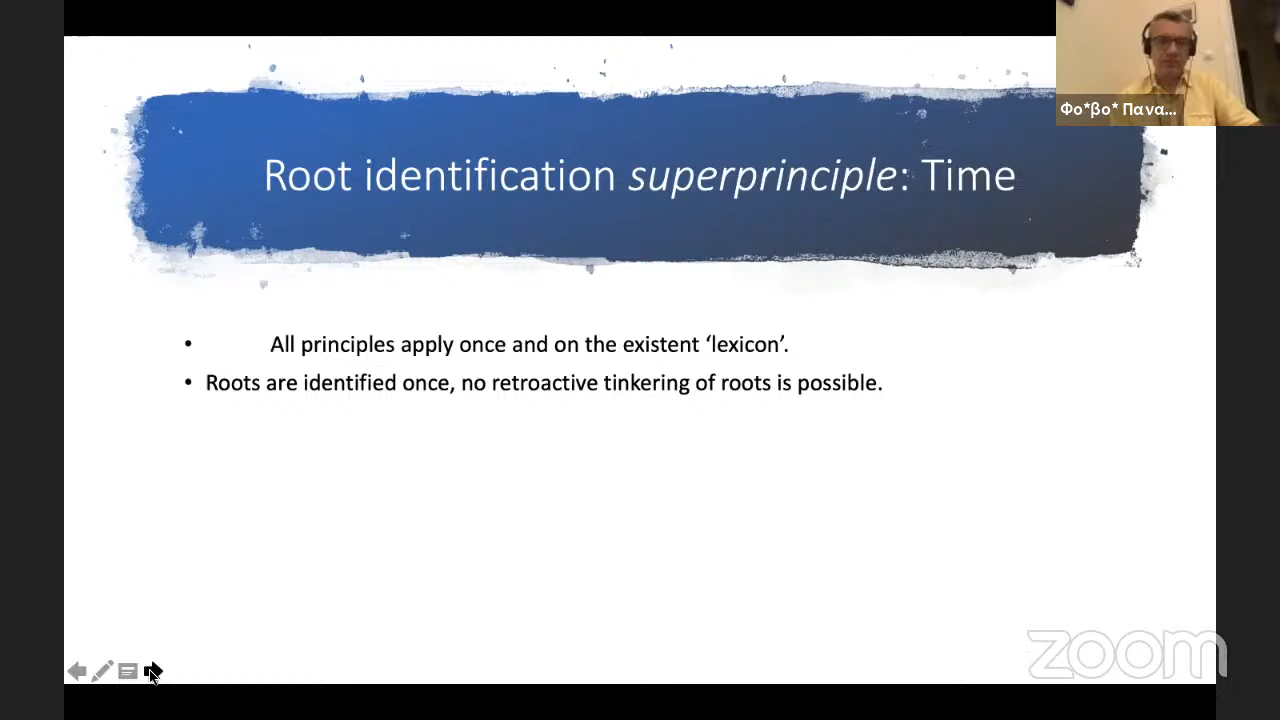 Root identification superprinciple: Time
• All principles apply once and on the existent ‘lexicon’.
• Roots are identified once, no retroactive tinkering of roots is possible.
Φο*βο* Πανα...
zoom